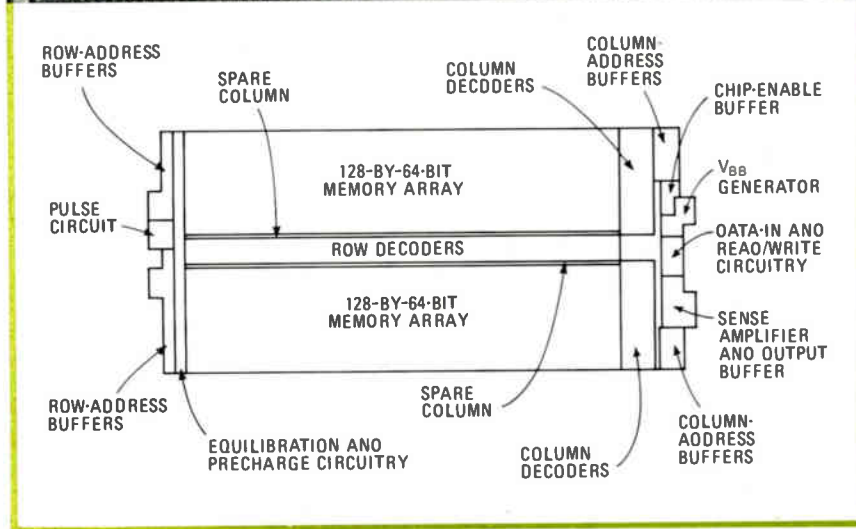 ROW-ADDRESS
BUFFERS
SPARE
COLUMN
COLUMN
DECODERS
COLUMN-
ADDRESS
BUFFERS
CHIP-ENABLE
BUFFER
128-BY-64-BIT
MEMORY ARRAY
VBB
GENERATOR
PULSE
CIRCUIT
ROW DECODERS
OATA-IN ANO
REAO/WRITE
CIRCUITRY
128-BY-64-BIT
MEMORY ARRAY
SENSE
AMPLIFIER
ANO OUTPUT
BUFFER
ROW-ADDRESS
BUFFERS
SPARE
COLUMN
EQUILIBRATION AND
PRECHARGE CIRCUITRY
COLUMN
DECODERS
COLUMN-
AODRESS
BUFFERS